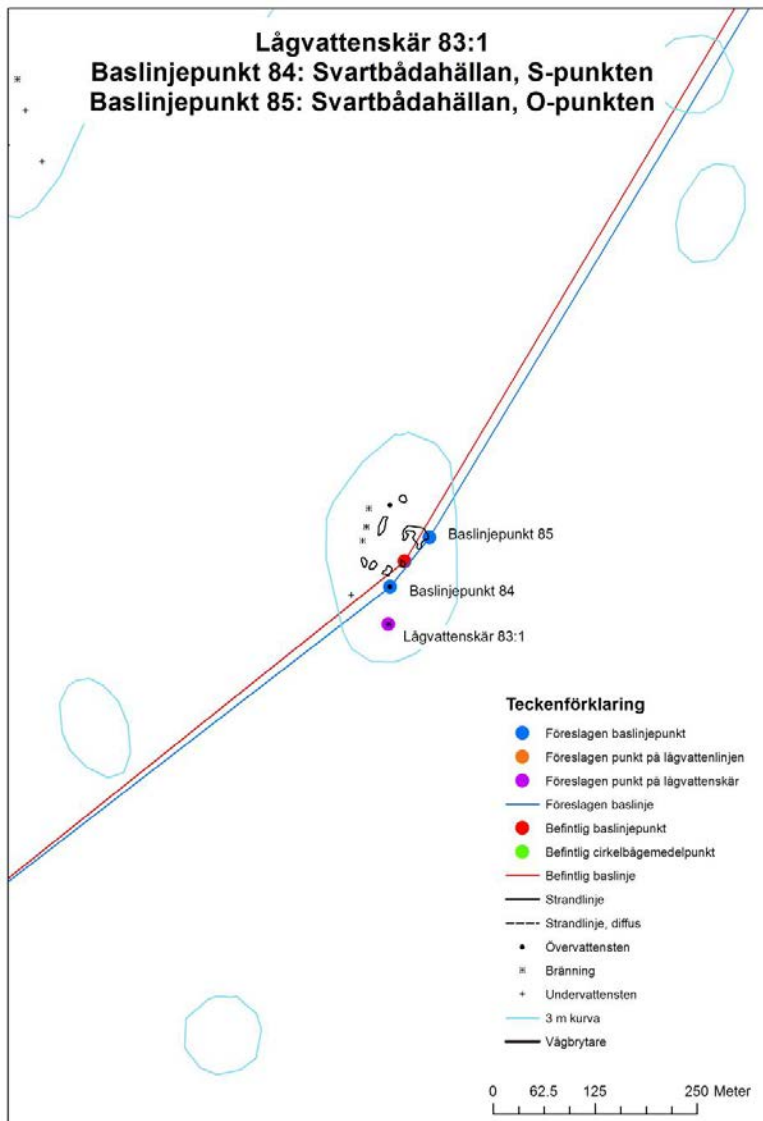 Lågvattenskär 83:1
Baslinjepunkt 84: Svartbådahällan, S-punkten
Baslinjepunkt 85: Svartbådahällan, O-punkten
Baslinjepunkt 85
Baslinjepunkt 84
Lågvattenskär 83:1
Teckenförklaring
Föreslagen baslinjepunkt
Föreslagen punkt på lågvattenlinjen
Föreslagen punkt på lågvattenskär
Föreslagen baslinje
Befintlig baslinjepunkt
Befintlig cirkelbågemedelpunkt
Befintlig baslinje
Strandlinje
Strandlinje, diffus
Övervattensten
Bränning
Undervattensten
3 m kurva
Vågbrytare
0 62.5 125 250 Meter